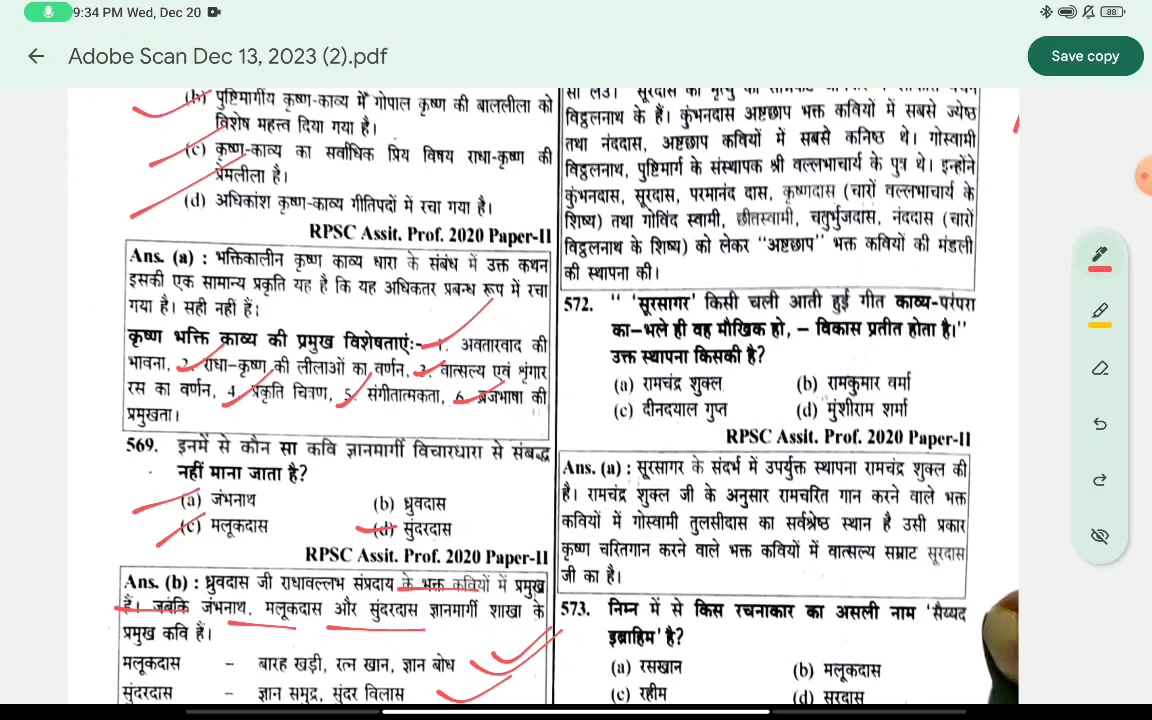 9:34 PM Wed, Dec 20
88
Adobe Scan Dec 13, 2023 (2).pdf
Save copy
(b) पुष्टिमार्गीय कृष्ण-काव्य में गोपाल कृष्ण की बाललीला को
विशेष महत्त्व दिया गया है।
(c) कृष्ण-काव्य का सर्वाधिक प्रिय विषय राधा-कृष्ण की
प्रेमलीला है।
(d) अधिकांश कृष्ण-काव्य गीतिपदों में रचा गया है।
RPSC Assit. Prof. 2020 Paper-II
Ans. (a) : भक्तिकालीन कृष्ण काव्य धारा के संबंध में उक्त कथन
इसकी एक सामान्य प्रकृति यह है कि यह अधिकतर प्रबन्ध रूप में रचा
गया है। सही नहीं है।
कृष्ण भक्ति काव्य की प्रमुख विशेषताएं:- 1. अवतारवाद की
भावना, 2. राधा-कृष्ण की लीलाओं का वर्णन, 3. वात्सल्य एवं शृंगार
रस का वर्णन, 4. प्रकृति चित्रण, 5. संगीतात्मकता, 6. ब्रजभाषा की
प्रमुखता।
569. इनमें से कौन सा कवि ज्ञानमार्गी विचारधारा से संबद्ध
नहीं माना जाता है?
(a) जंभनाथ (b) ध्रुवदास
(c) मलूकदास (d) सुंदरदास
RPSC Assit. Prof. 2020 Paper-II
Ans. (b) : ध्रुवदास जी राधावल्लभ संप्रदाय के भक्त कवियों में प्रमुख
हैं। जबकि जंभनाथ, मलूकदास और सुंदरदास ज्ञानमार्गी शाखा के
प्रमुख कवि हैं।
मलूकदास – बारह खड़ी, रत्न खान, ज्ञान बोध
सुंदरदास – ज्ञान समुद्र, सुंदर विलास
विट्ठलनाथ के हैं। कुंभनदास अष्टछाप भक्त कवियों में सबसे ज्येष्ठ
तथा नंददास, अष्टछाप कवियों में सबसे कनिष्ठ थे। गोस्वामी
विट्ठलनाथ, पुष्टिमार्ग के संस्थापक श्री वल्लभाचार्य के पुत्र थे। इन्होंने
कुंभनदास, सूरदास, परमानंद दास, कृष्णदास (चारों वल्लभाचार्य के
शिष्य) तथा गोविंद स्वामी, छीतस्वामी, चतुर्भुजदास, नंददास (चारों
विट्ठलनाथ के शिष्य) को लेकर "अष्टछाप" भक्त कवियों की मंडली
की स्थापना की।
572. " 'सूरसागर' किसी चली आती हुई गीत काव्य-परंपरा
का-भले ही वह मौखिक हो, – विकास प्रतीत होता है।"
उक्त स्थापना किसकी है?
(a) रामचंद्र शुक्ल (b) रामकुमार वर्मा
(c) दीनदयाल गुप्त (d) मुंशीराम शर्मा
RPSC Assit. Prof. 2020 Paper-II
Ans. (a) : सूरसागर के संदर्भ में उपर्युक्त स्थापना रामचंद्र शुक्ल की
है। रामचंद्र शुक्ल जी के अनुसार रामचरित गान करने वाले भक्त
कवियों में गोस्वामी तुलसीदास का सर्वश्रेष्ठ स्थान है उसी प्रकार
कृष्ण चरितगान करने वाले भक्त कवियों में वात्सल्य सम्राट सूरदास
जी का है।
573. निम्न में से किस रचनाकार का असली नाम 'सैय्यद
इब्राहिम' है?
(a) रसखान (b) मलूकदास
(c) रहीम (d) सूरदास